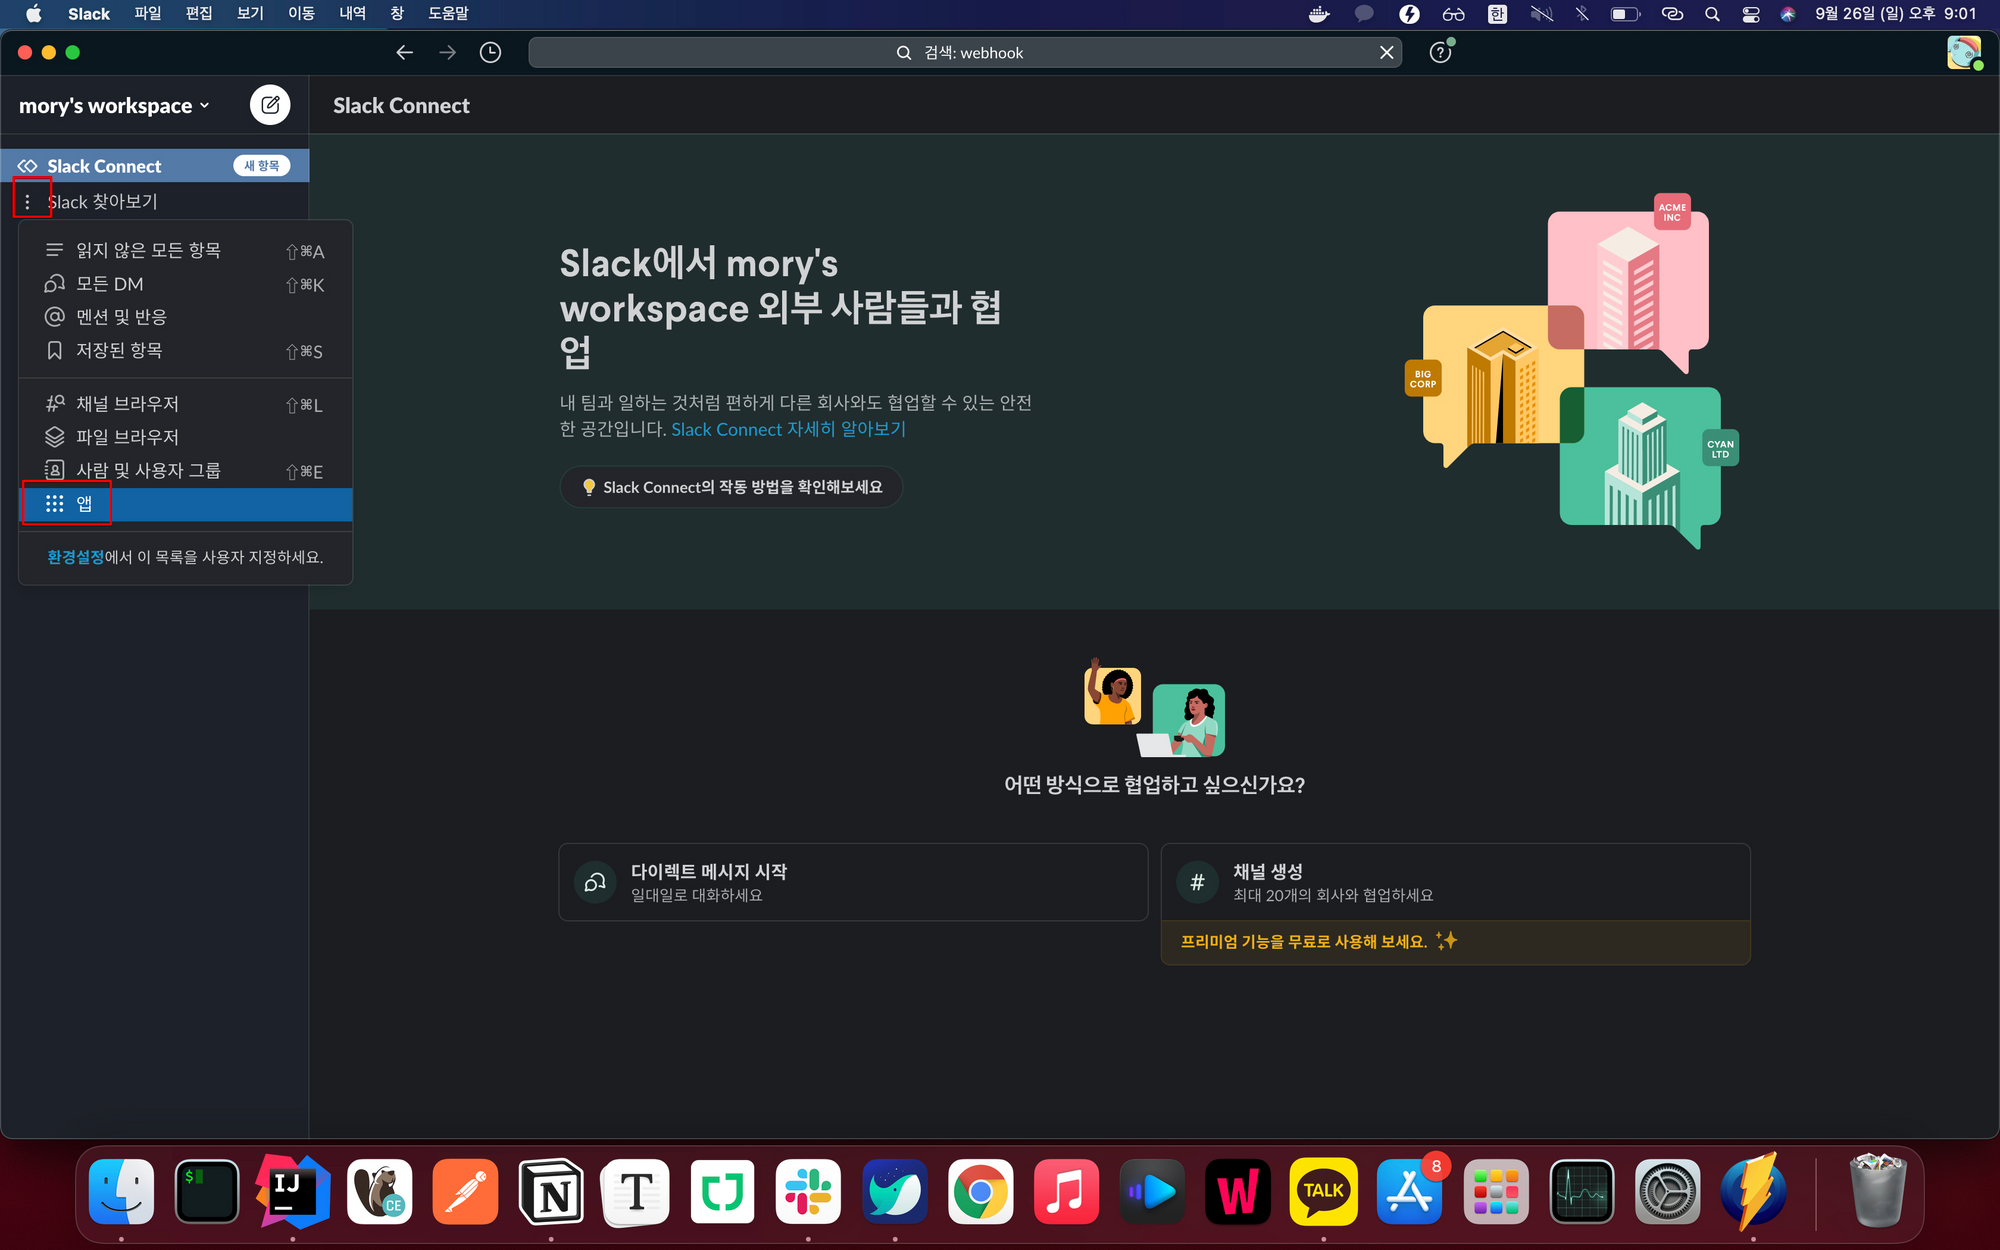 Slack 파일 편집 보기 이동 내역 창 도움말
한
9월 26일 (일) 오후 9:01
검색: webhook
mory's workspace
Slack Connect
Slack Connect
새 항목
Slack 찾아보기
읽지 않은 모든 항목 ⇧⌘A
모든 DM ⇧⌘K
멘션 및 반응
저장된 항목 ⇧⌘S
채널 브라우저 ⇧⌘L
파일 브라우저
사람 및 사용자 그룹 ⇧⌘E
앱
환경설정에서 이 목록을 사용자 지정하세요.
Slack에서 mory's
workspace 외부 사람들과 협
업
내 팀과 일하는 것처럼 편하게 다른 회사와도 협업할 수 있는 안전
한 공간입니다. Slack Connect 자세히 알아보기
Slack Connect의 작동 방법을 확인해보세요
ACME
INC
BIG
CORP
CYAN
LTD
어떤 방식으로 협업하고 싶으신가요?
다이렉트 메시지 시작
일대일로 대화하세요
채널 생성
최대 20개의 회사와 협업하세요
프리미엄 기능을 무료로 사용해 보세요.
$
IJ
CE
N
T
W
TALK
8